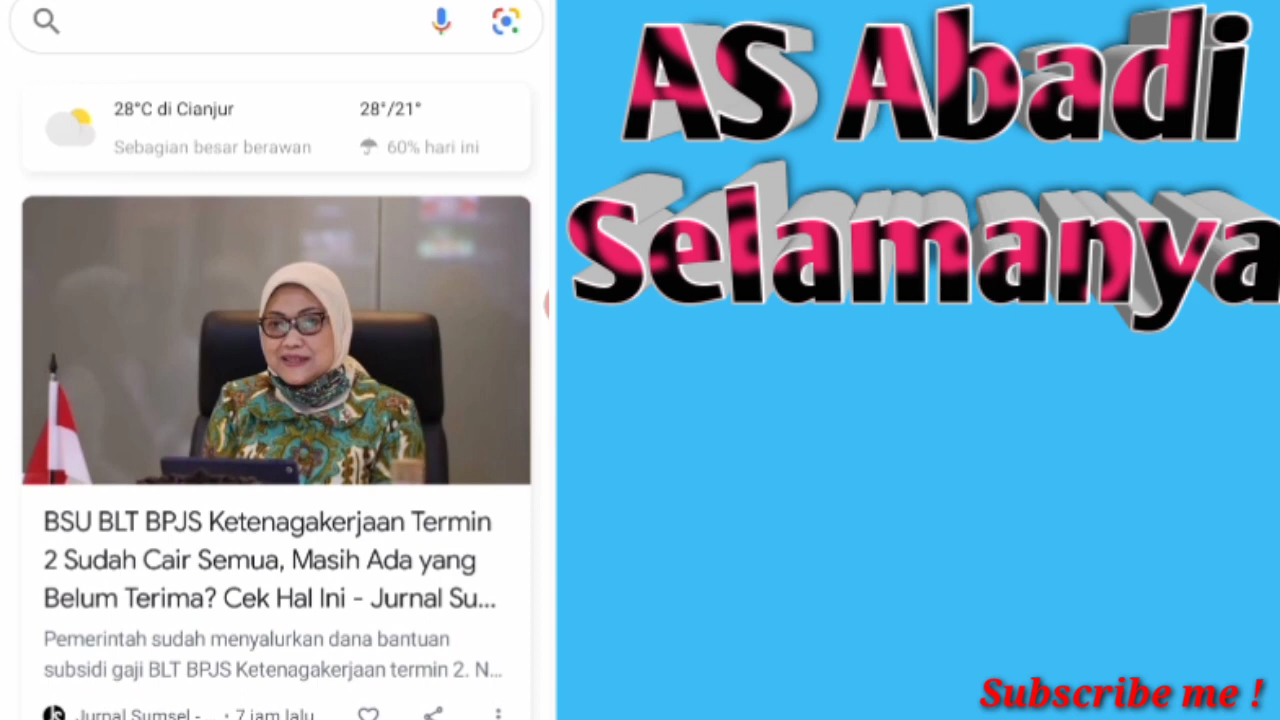 28°C di Cianjur
28°/21°
Sebagian besar berawan
60% hari ini
BSU BLT BPJS Ketenagakerjaan Termin
2 Sudah Cair Semua, Masih Ada yang
Belum Terima? Cek Hal Ini - Jurnal Su...
Pemerintah sudah menyalurkan dana bantuan
subsidi gaji BLT BPJS Ketenagakerjaan termin 2. N...
Jurnal Sumsel - ... · 7 jam lalu
AS Abadi
Selamanya
Subscribe me !